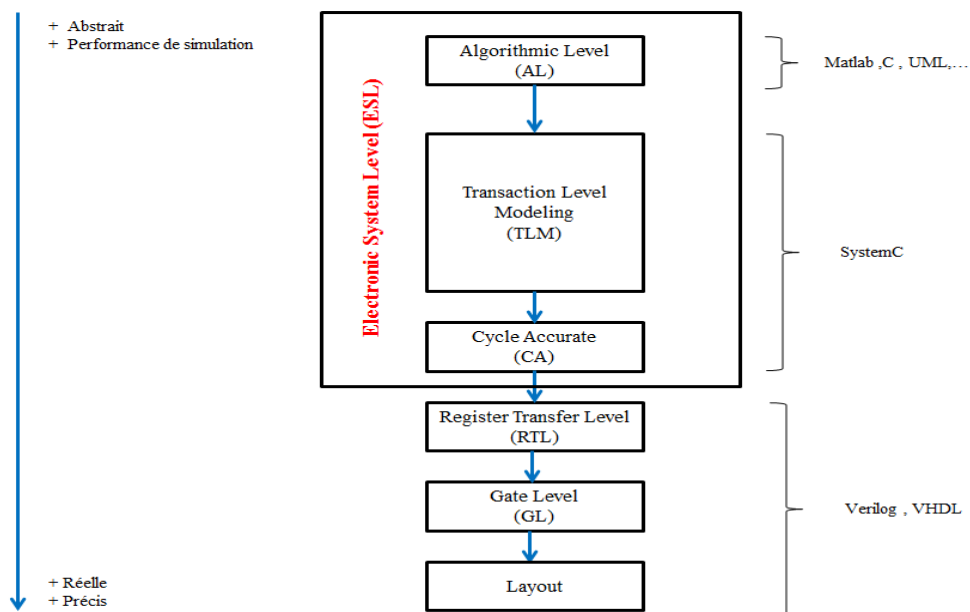 + Abstrait
+ Performance de simulation
Electronic System Level (ESL)
Algorithmic Level
(AL)
Matlab ,C , UML,…
Transaction Level
Modeling
(TLM)
SystemC
Cycle Accurate
(CA)
Register Transfer Level
(RTL)
Gate Level
(GL)
Verilog , VHDL
Layout
+ Réelle
+ Précis